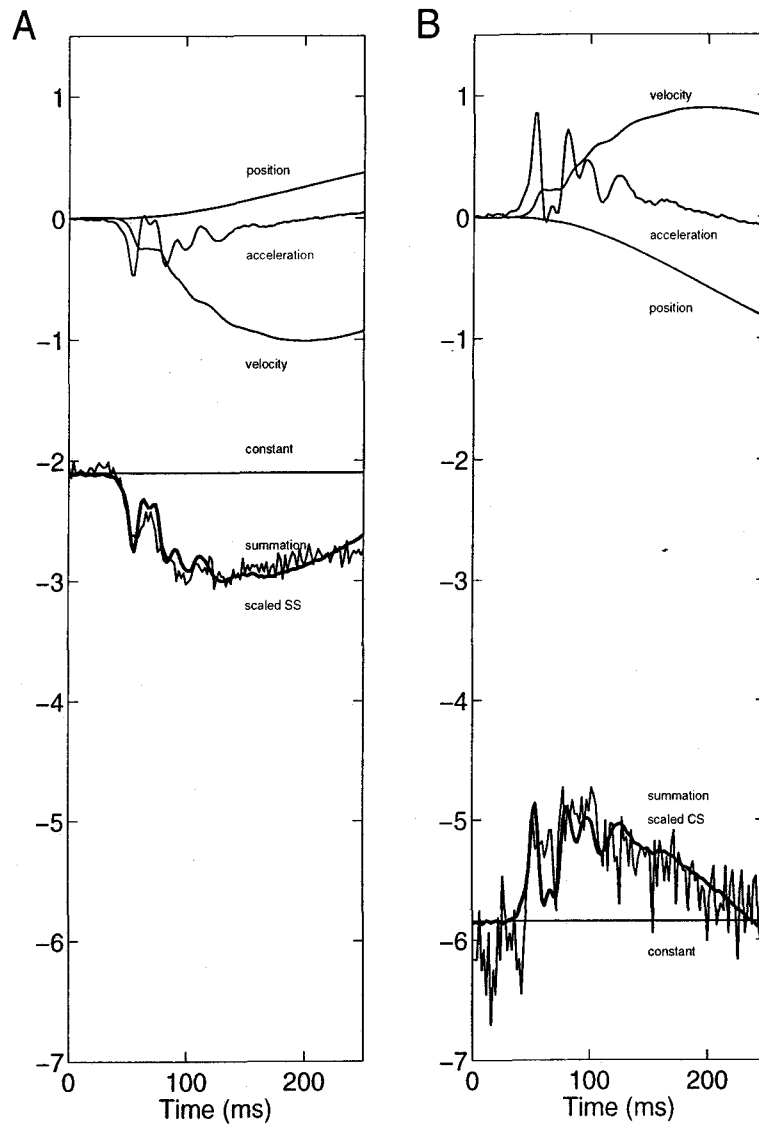 A
1
0
−1
−2
−3
−4
−5
−6
−7
position
acceleration
velocity
constant
summation
scaled SS
0
100
200
Time (ms)
B
1
0
−1
−2
−3
−4
−5
−6
−7
velocity
acceleration
position
summation
scaled CS
constant
0
100
200
Time (ms)